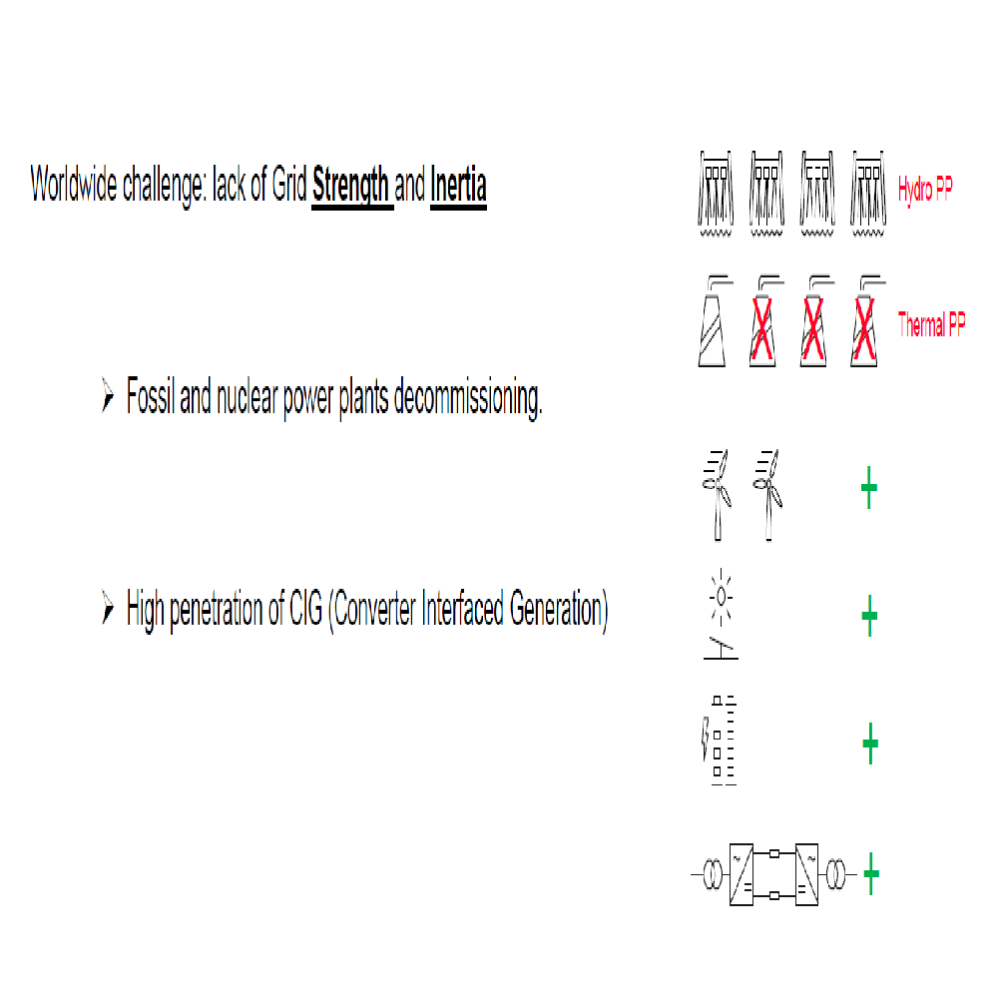 Worldwide challenge: lack of Grid Strength and Inertia
Hydro PP
Thermal PP
➢ Fossil and nuclear power plants decommissioning.
➢ High penetration of CIG (Converter Interfaced Generation)